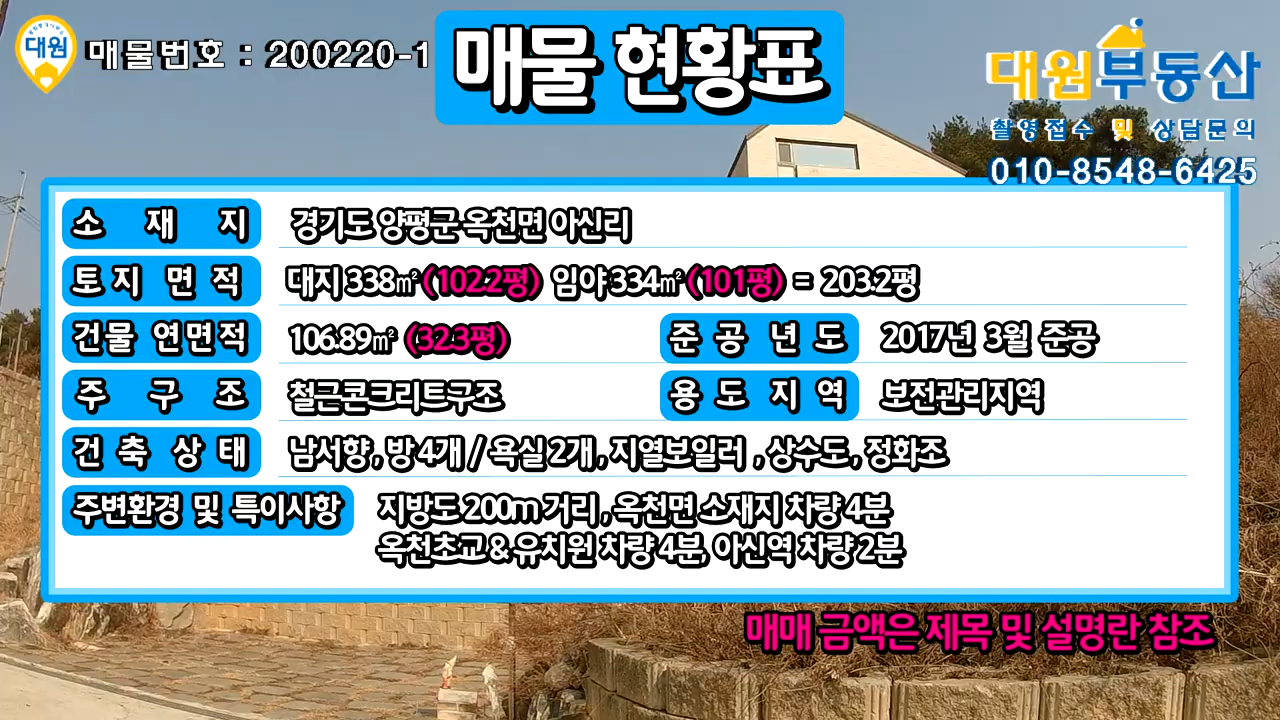 대원
매물번호 : 200220-1
매물 현황표
대원부동산
촬영접수 및 상담문의
010-8548-6425
소 재 지 경기도 양평군 옥천면 아신리
토지 면적 대지 338㎡ (102.2평) 임야 334㎡ (101평) = 203.2평
건물 연면적 106.89㎡ (32.3평) 준공 년도 2017년 3월 준공
주 구 조 철근콘크리트구조 용도 지역 보전관리지역
건축 상태 남서향, 방 4개 / 욕실 2개, 지열보일러, 상수도, 정화조
주변환경 및 특이사항 지방도 200m 거리, 옥천면 소재지 차량 4분
옥천초교 & 유치원 차량 4분, 아신역 차량 2분
매매 금액은 제목 및 설명란 참조